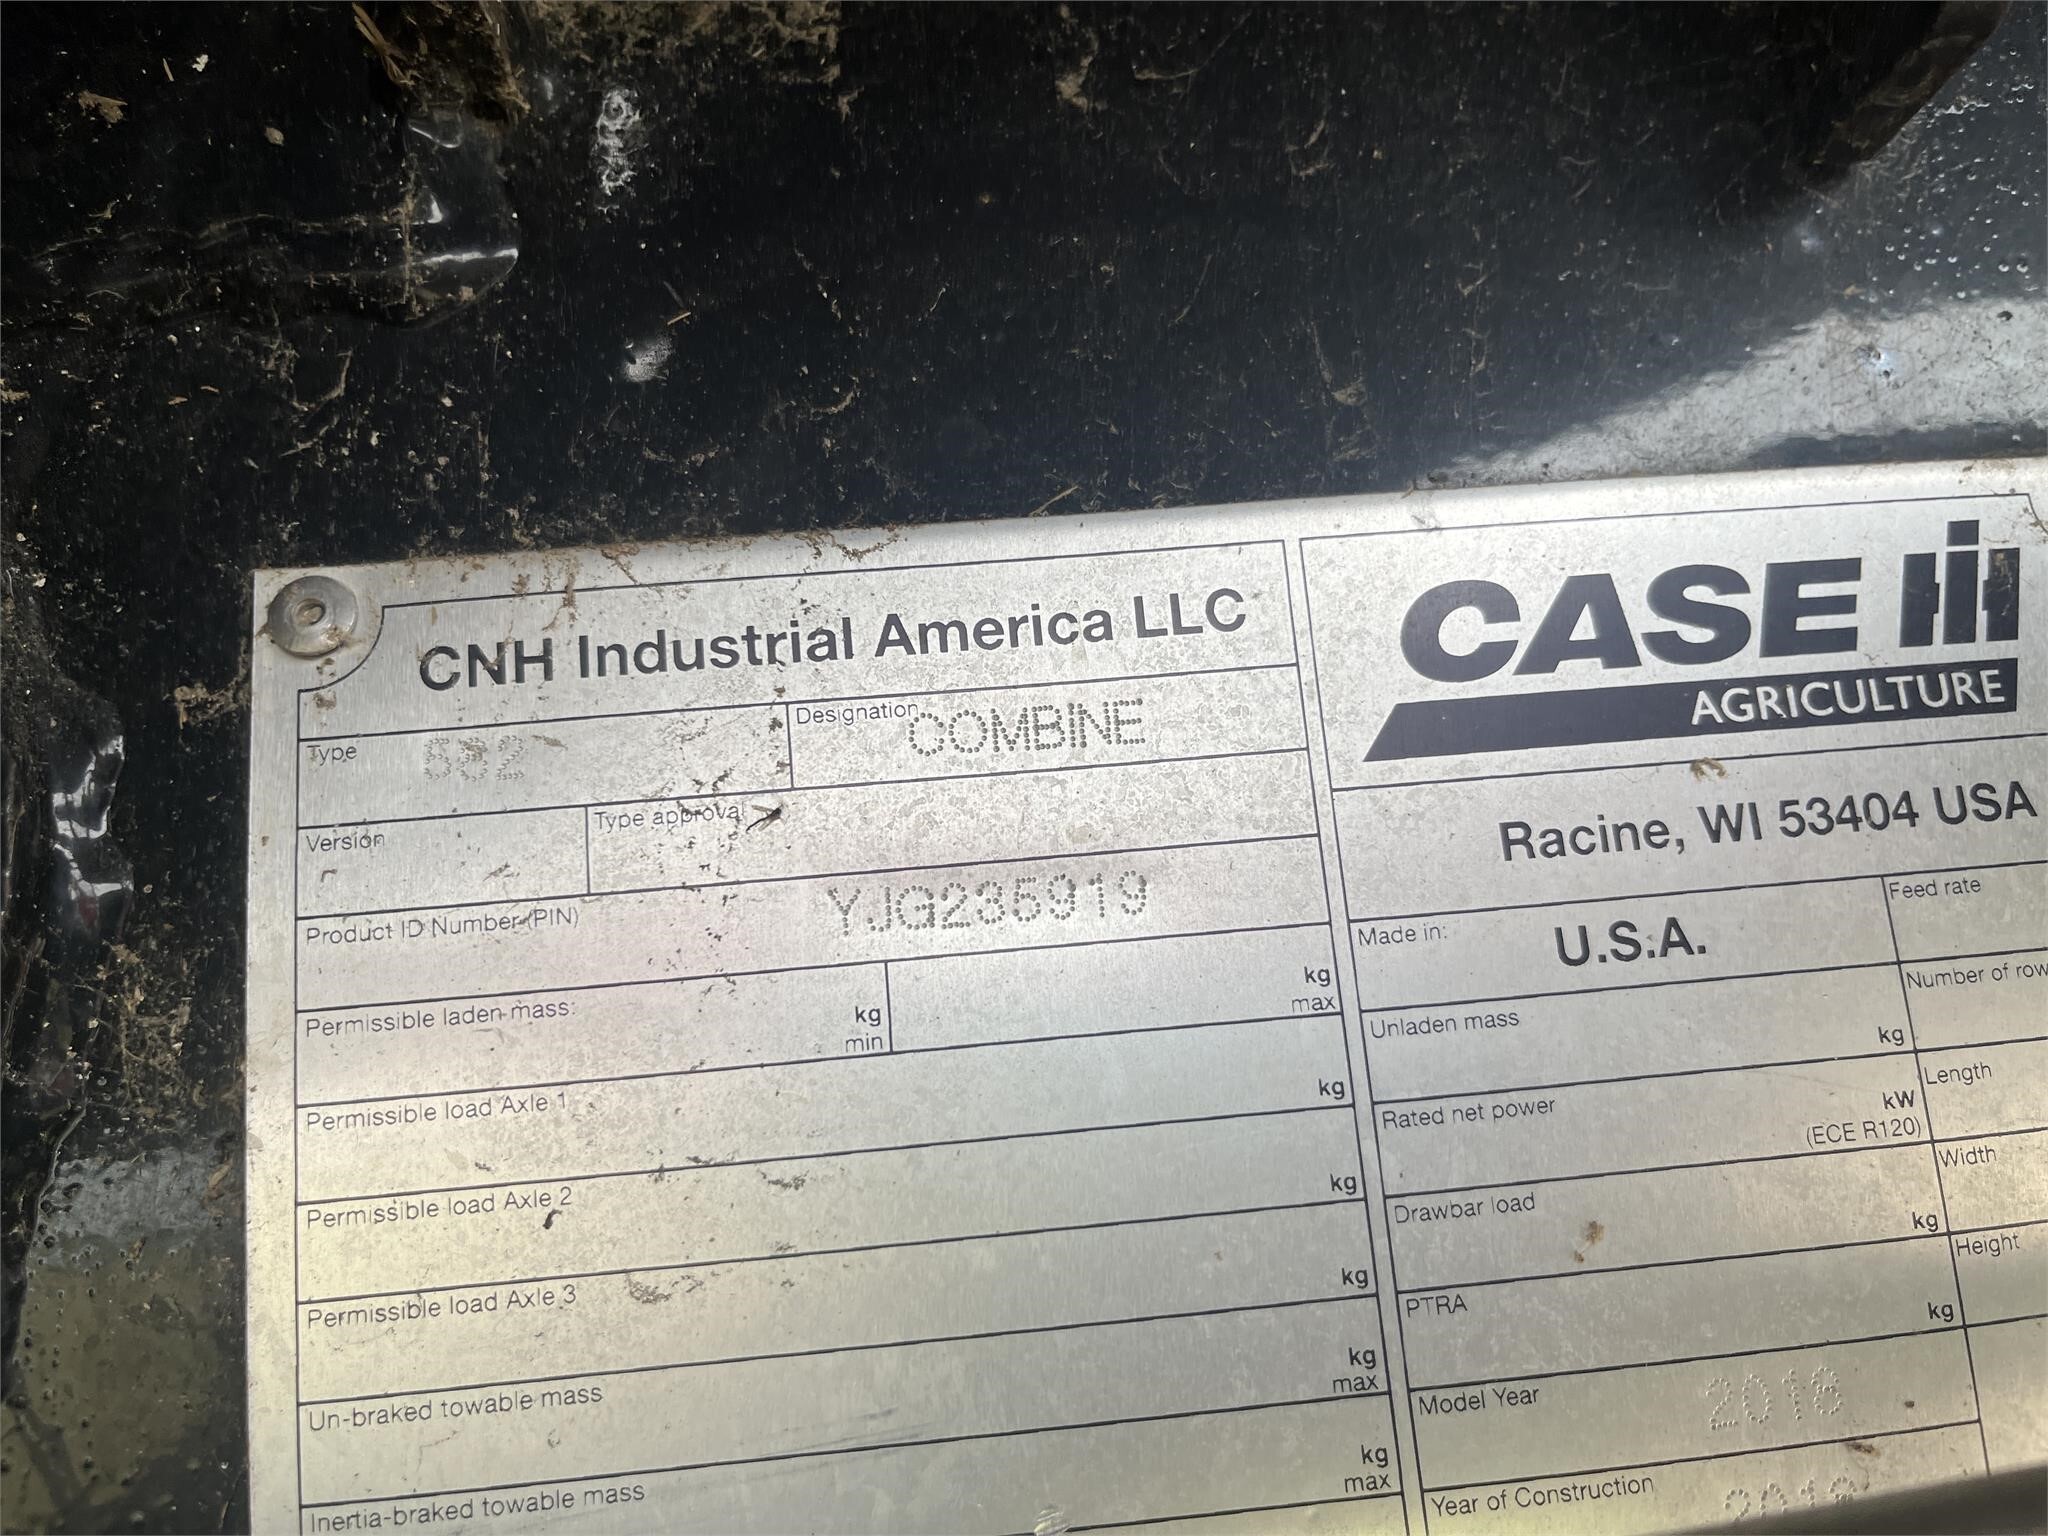 CNH Industrial America LLC
CASE IH
AGRICULTURE
Type
Designation COMBINE
Racine, WI 53404 USA
Version
Type approval
Product ID Number (PIN) YJG235919
Made in: U.S.A.
Feed rate
Permissible laden mass: kg min
kg max
Unladen mass kg
Number of row
Permissible load Axle 1 kg
Rated net power kW
(ECE R120)
Length
Permissible load Axle 2 kg
Drawbar load kg
Width
Permissible load Axle 3 kg
PTRA kg
Height
Un-braked towable mass kg max
Model Year 2018
Inertia-braked towable mass kg max
Year of Construction 2018